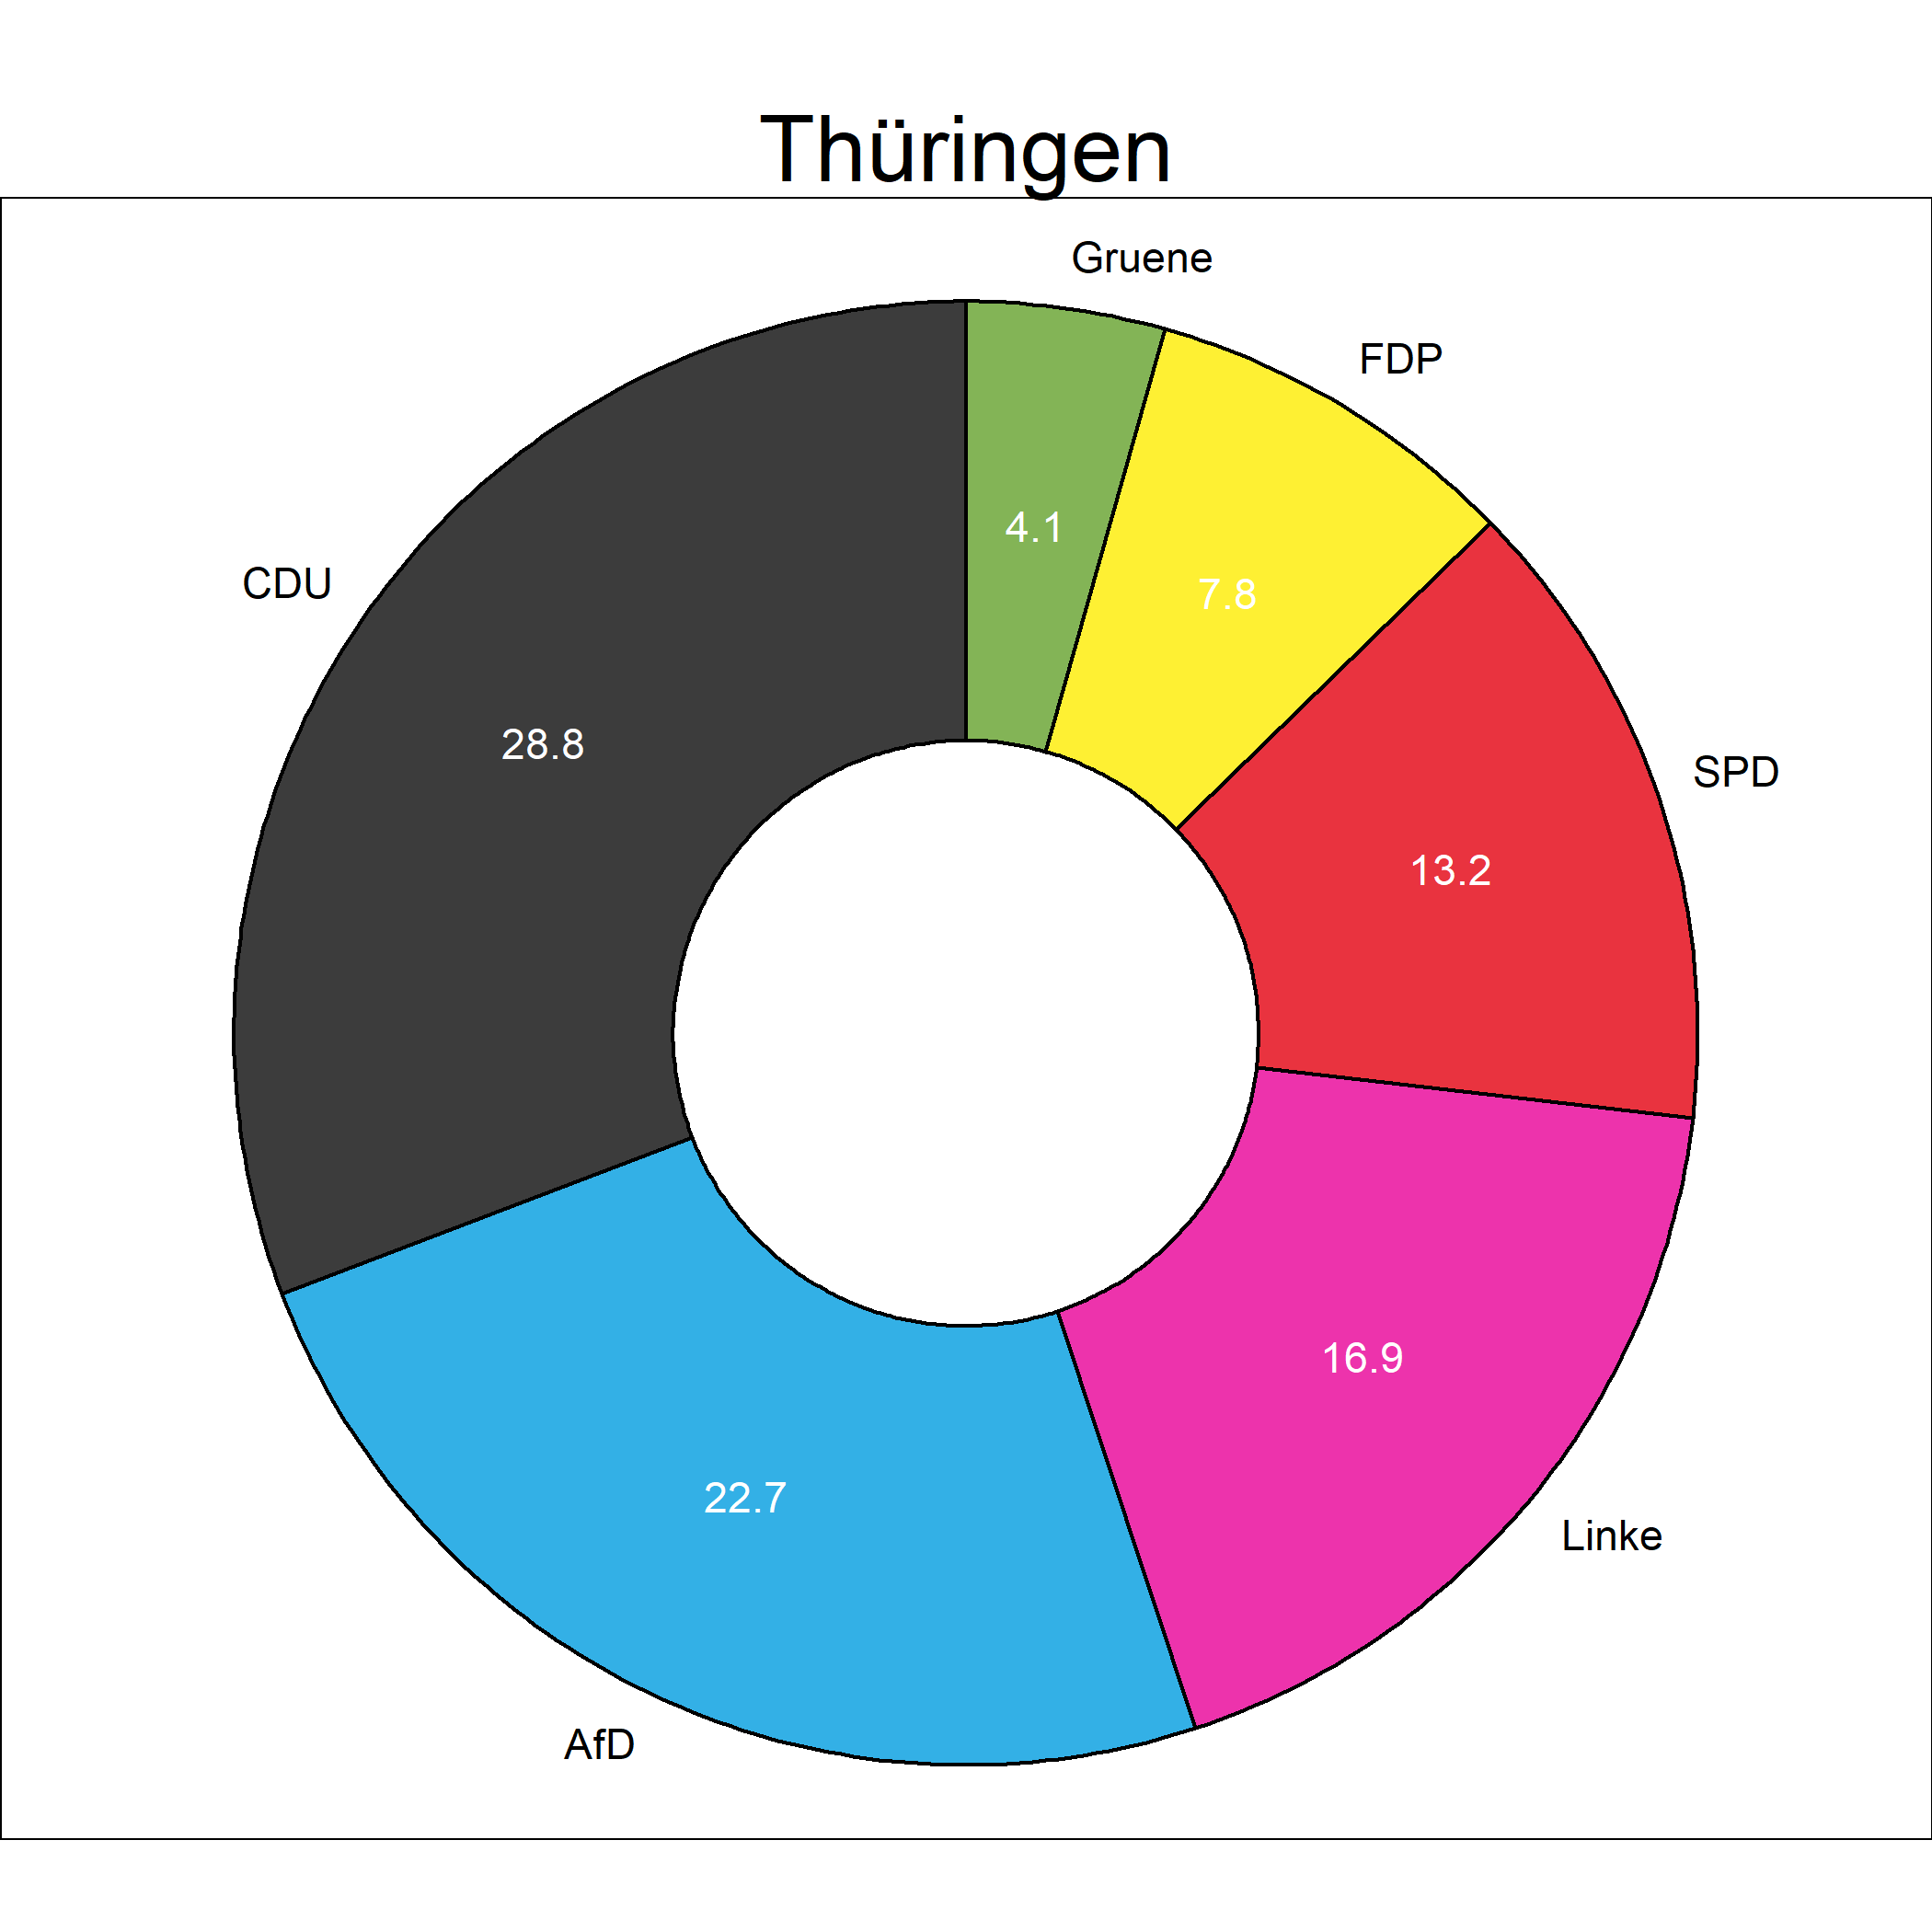 Thüringen
Gruene
FDP
4.1
CDU
7.8
28.8
SPD
13.2
16.9
22.7
Linke
AfD